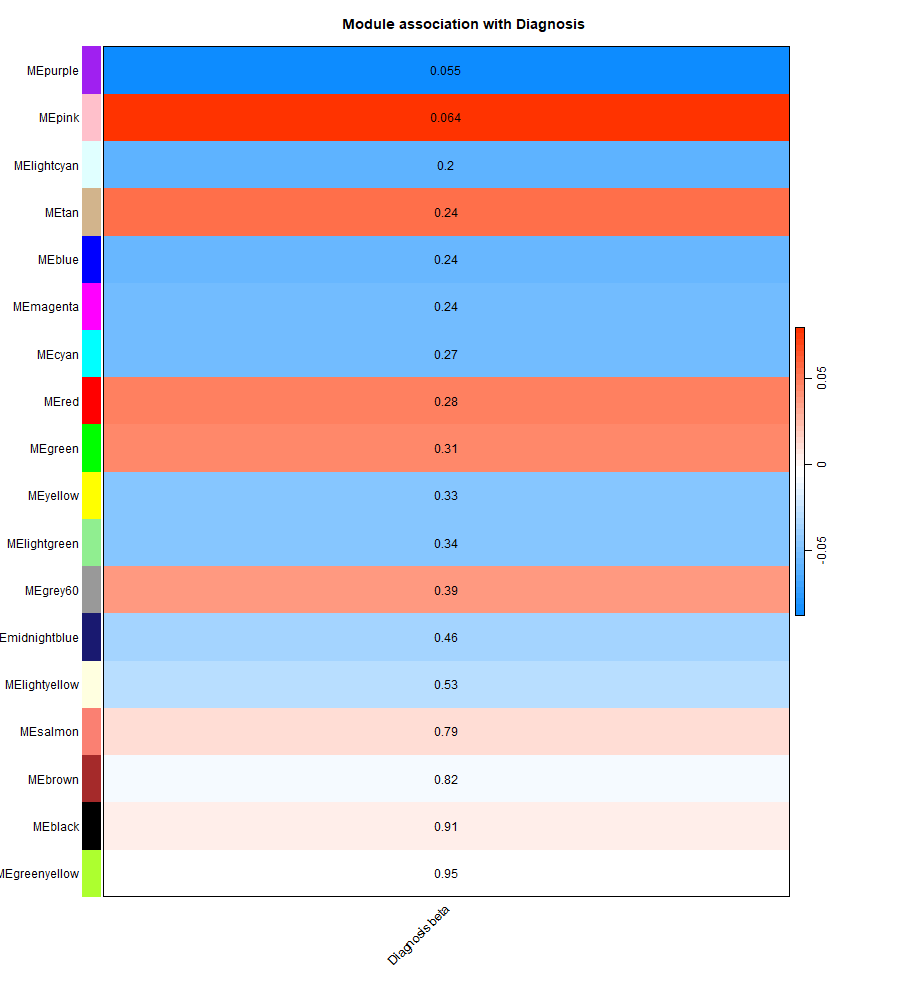 Module association with Diagnosis
MEpurple 0.055
MEpink 0.064
MElightcyan 0.2
MEtan 0.24
MEblue 0.24
MEmagenta 0.24
MEcyan 0.27
MEred 0.28
MEgreen 0.31
MEyellow 0.33
MElightgreen 0.34
MEgrey60 0.39
Emidnightblue 0.46
MElightyellow 0.53
MEsalmon 0.79
MEbrown 0.82
MEblack 0.91
MEgreenyellow 0.95
0.05
0
-0.05
Diagnosis beta